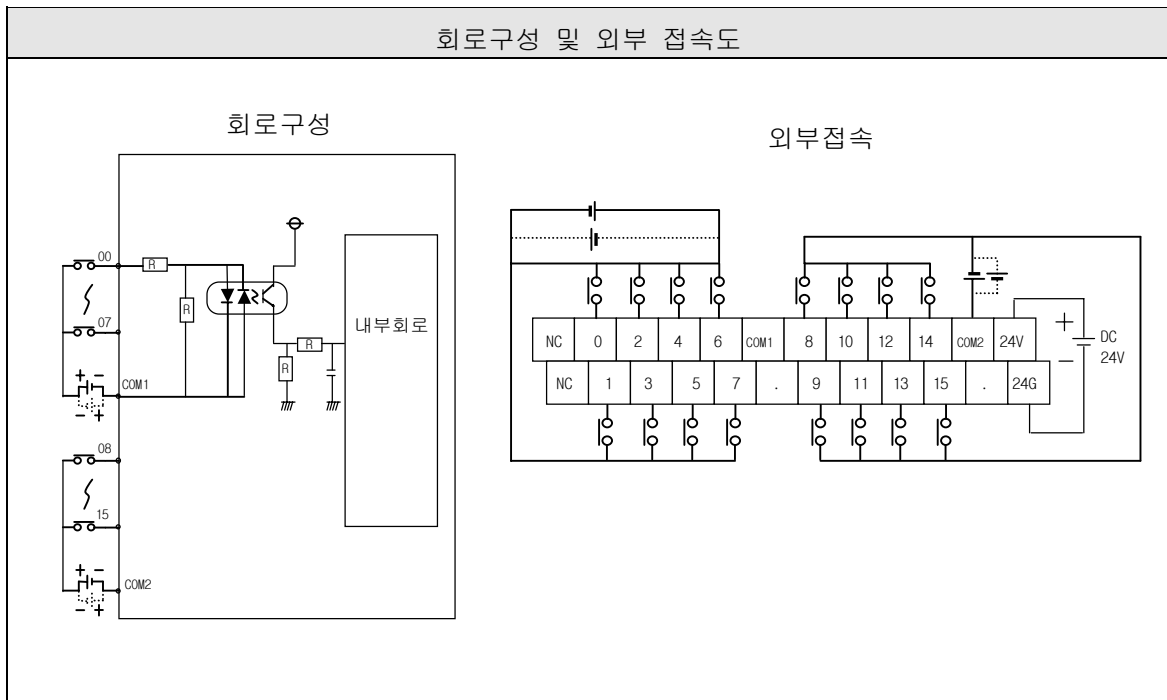 회로구성 및 외부 접속도
회로구성
외부접속
00
R
R
07
내부회로
R
R
+ -
COM1
- +
08
15
+ -
COM2
- +
NC 0 2 4 6 COM1 8 10 12 14 COM2 24V
NC 1 3 5 7 . 9 11 13 15 . 24G
+
DC
24V
-